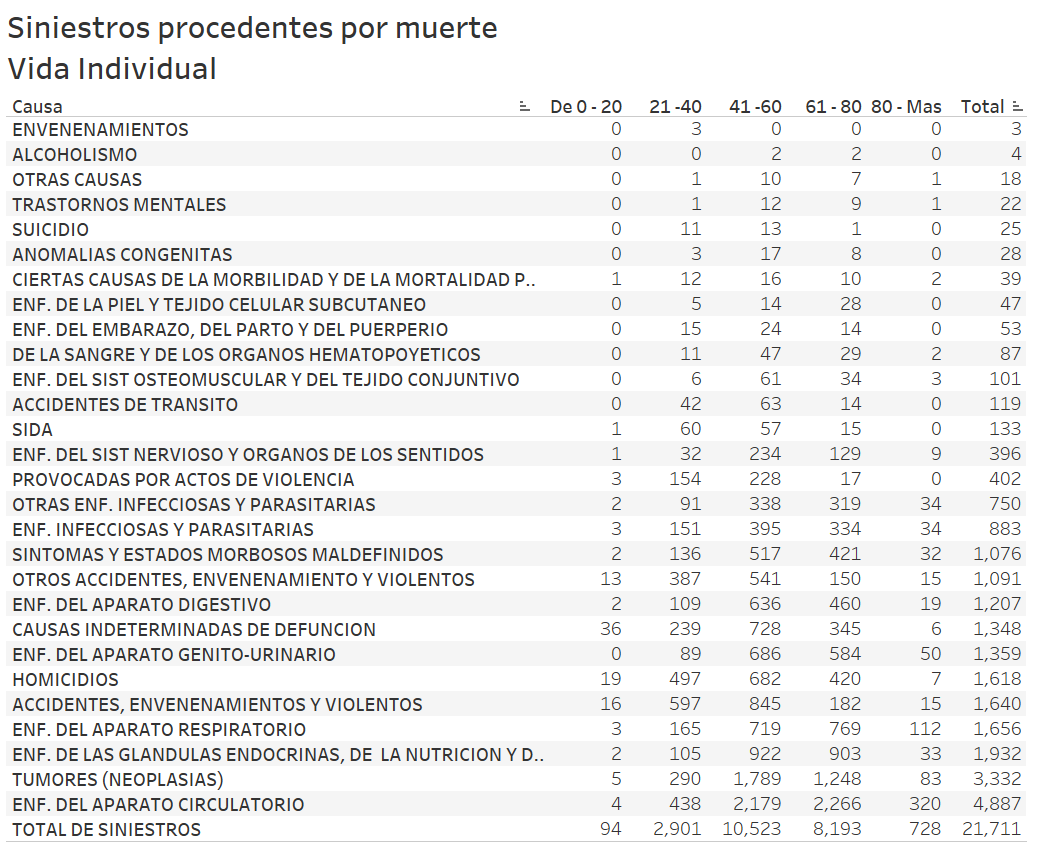 Siniestros procedentes por muerte
Vida Individual
Causa De 0 - 20 21 -40 41 -60 61 - 80 80 - Mas Total
ENVENENAMIENTOS 0 3 0 0 0 3
ALCOHOLISMO 0 0 2 2 0 4
OTRAS CAUSAS 0 1 10 7 1 18
TRASTORNOS MENTALES 0 1 12 9 1 22
SUICIDIO 0 11 13 1 0 25
ANOMALIAS CONGENITAS 0 3 17 8 0 28
CIERTAS CAUSAS DE LA MORBILIDAD Y DE LA MORTALIDAD P.. 1 12 16 10 2 39
ENF. DE LA PIEL Y TEJIDO CELULAR SUBCUTANEO 0 5 14 28 0 47
ENF. DEL EMBARAZO, DEL PARTO Y DEL PUERPERIO 0 15 24 14 0 53
DE LA SANGRE Y DE LOS ORGANOS HEMATOPOYETICOS 0 11 47 29 2 87
ENF. DEL SIST OSTEOMUSCULAR Y DEL TEJIDO CONJUNTIVO 0 6 61 34 3 101
ACCIDENTES DE TRANSITO 0 42 63 14 0 119
SIDA 1 60 57 15 0 133
ENF. DEL SIST NERVIOSO Y ORGANOS DE LOS SENTIDOS 1 32 234 129 9 396
PROVOCADAS POR ACTOS DE VIOLENCIA 3 154 228 17 0 402
OTRAS ENF. INFECCIOSAS Y PARASITARIAS 2 91 338 319 34 750
ENF. INFECCIOSAS Y PARASITARIAS 3 151 395 334 34 883
SINTOMAS Y ESTADOS MORBOSOS MALDEFINIDOS 2 136 517 421 32 1,076
OTROS ACCIDENTES, ENVENENAMIENTO Y VIOLENTOS 13 387 541 150 15 1,091
ENF. DEL APARATO DIGESTIVO 2 109 636 460 19 1,207
CAUSAS INDETERMINADAS DE DEFUNCION 36 239 728 345 6 1,348
ENF. DEL APARATO GENITO-URINARIO 0 89 686 584 50 1,359
HOMICIDIOS 19 497 682 420 7 1,618
ACCIDENTES, ENVENENAMIENTOS Y VIOLENTOS 16 597 845 182 15 1,640
ENF. DEL APARATO RESPIRATORIO 3 165 719 769 112 1,656
ENF. DE LAS GLANDULAS ENDOCRINAS, DE LA NUTRICION Y D.. 2 105 922 903 33 1,932
TUMORES (NEOPLASIAS) 5 290 1,789 1,248 83 3,332
ENF. DEL APARATO CIRCULATORIO 4 438 2,179 2,266 320 4,887
TOTAL DE SINIESTROS 94 2,901 10,523 8,193 728 21,711